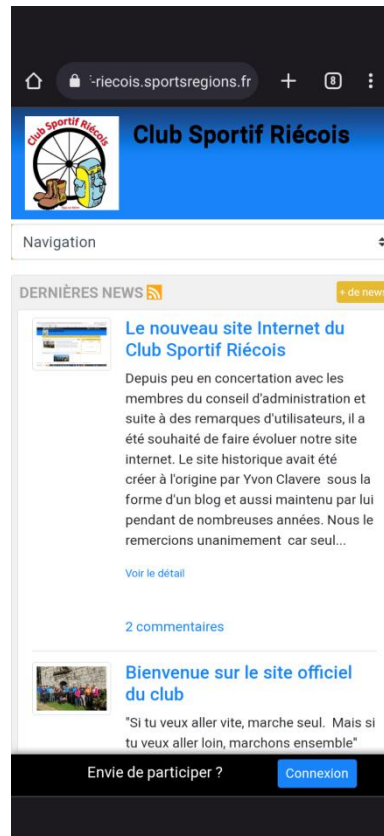 -riecois.sportsregions.fr
8
Club Sportif Riécois
Club Sportif Riécois
Navigation
DERNIÈRES NEWS
+ de news
Le nouveau site Internet du
Club Sportif Riécois
Depuis peu en concertation avec les
membres du conseil d'administration et
suite à des remarques d'utilisateurs, il a
été souhaité de faire évoluer notre site
internet. Le site historique avait été
créer à l'origine par Yvon Clavere sous la
forme d'un blog et aussi maintenu par lui
pendant de nombreuses années. Nous le
remercions unanimement car seul...
Voir le détail
2 commentaires
Bienvenue sur le site officiel
du club
"Si tu veux aller vite, marche seul. Mais si
tu veux aller loin, marchons ensemble"
Envie de participer ?
Connexion